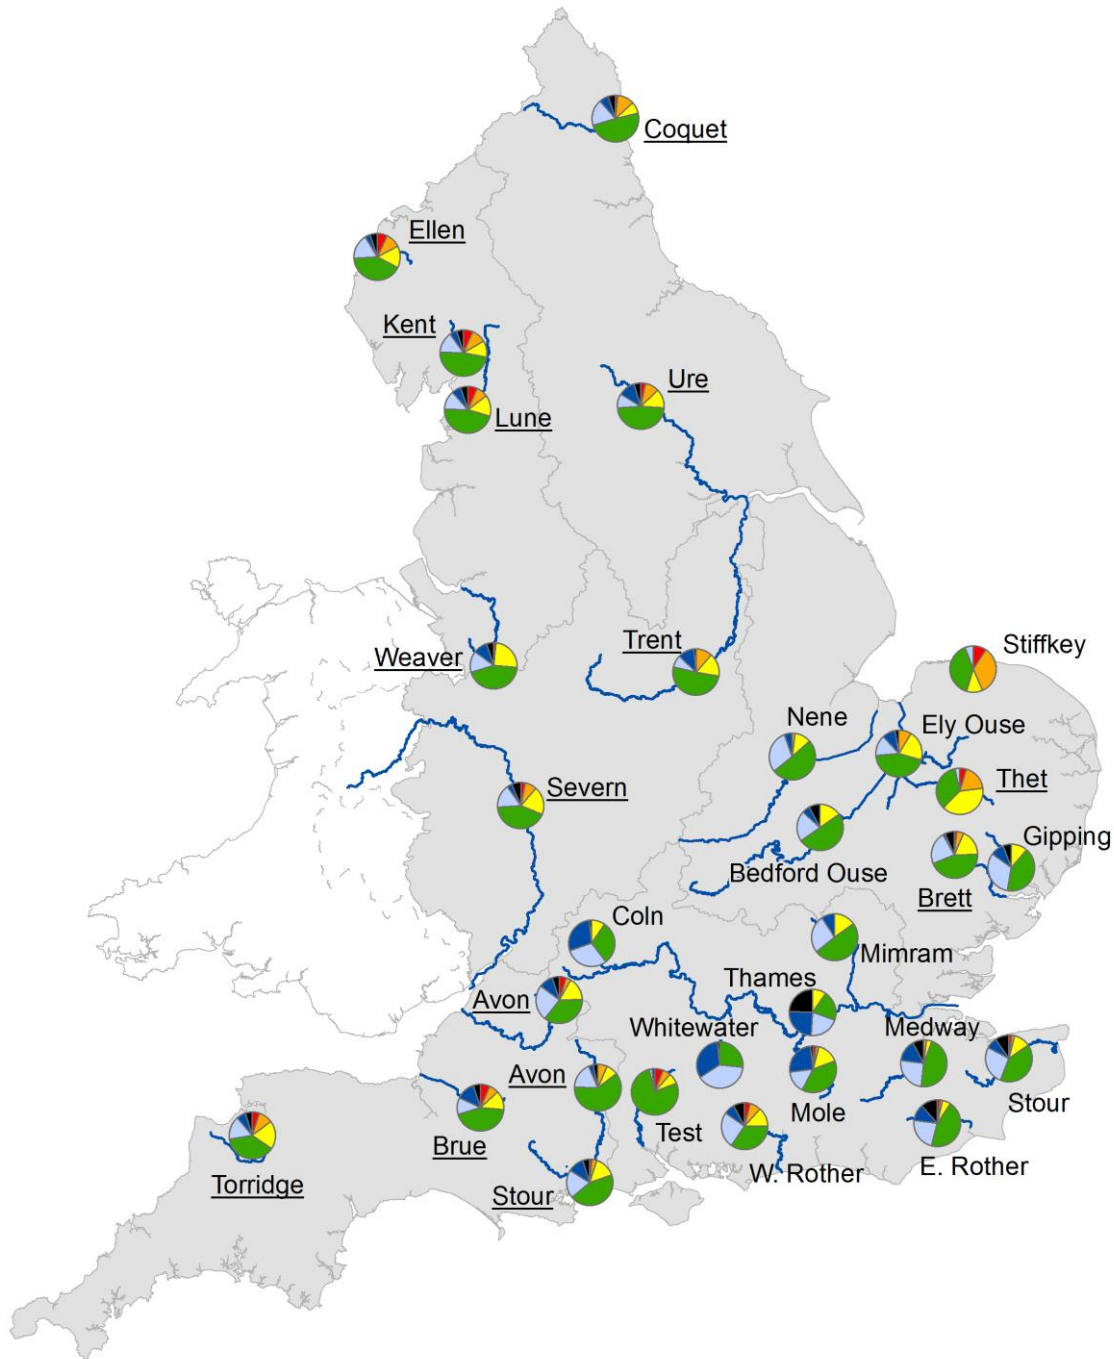 Coquet
Ellen
Kent
Ure
Lune
Weaver
Trent
Stiffkey
Nene
Ely Ouse
Thet
Severn
Gipping
Bedford Ouse
Brett
Coln
Mimram
Thames
Avon
Whitewater
Medway
Avon
Mole
Stour
Test
Brue
W. Rother
E. Rother
Torridge
Stour